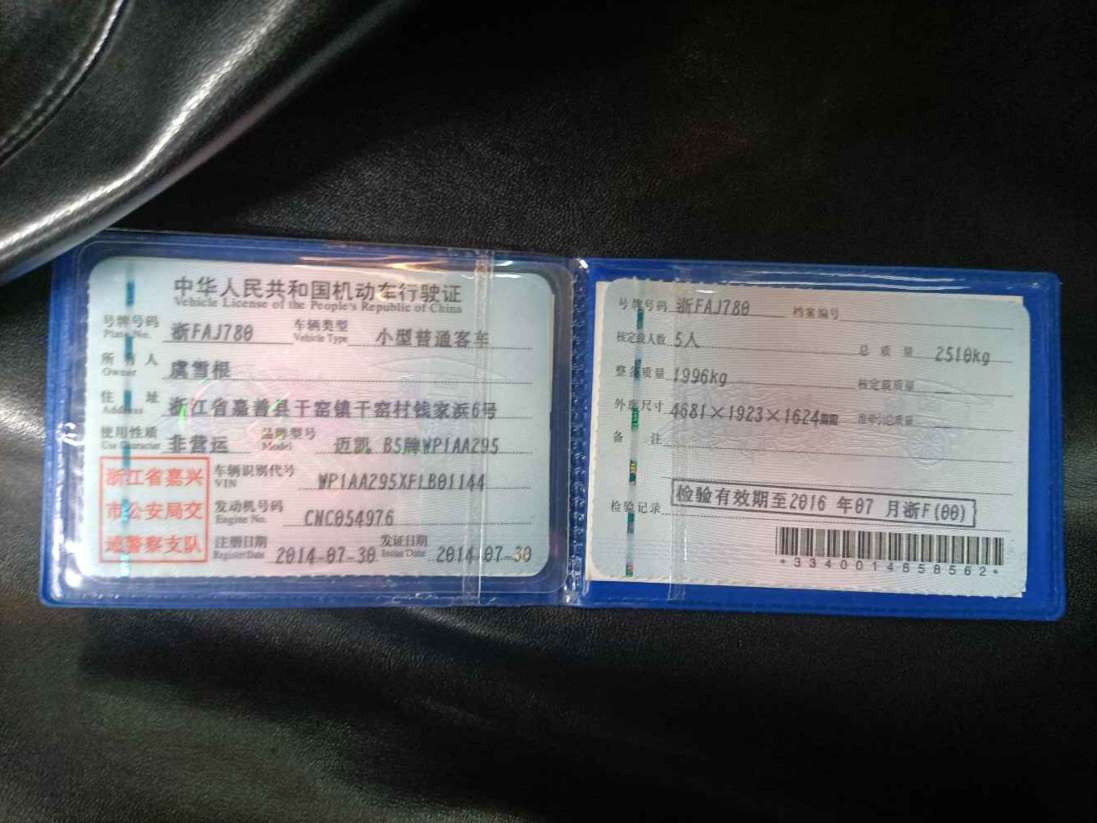 中华人民共和国机动车行驶证
Vehicle License of the People's Republic of China
号牌号码 Plate No. 浙FAJ780 车辆类型 Vehicle Type 小型普通客车
所有人 Owner 虞雪根
住址 Address 浙江省嘉善县干窑镇干窑村钱家浜6号
使用性质 Use Character 非营运 品牌型号 Model 迈凯 BS牌WP1AA295
浙江省嘉兴
市公安局交
通警察支队
车辆识别代号 VIN WP1AA295XFLB01144
发动机号码 Engine No. CNC054976
注册日期 Register Date 2014-07-30 发证日期 Issue Date 2014-07-30
号牌号码 浙FAJ780 档案编号
核定载人数 5人 总质量 2510kg
整备质量 1996kg 核定载质量
外廓尺寸 4681×1923×1624mm 准牵引总质量
备注
检验记录 检验有效期至2016年07月浙F(00)
*3340014858562*